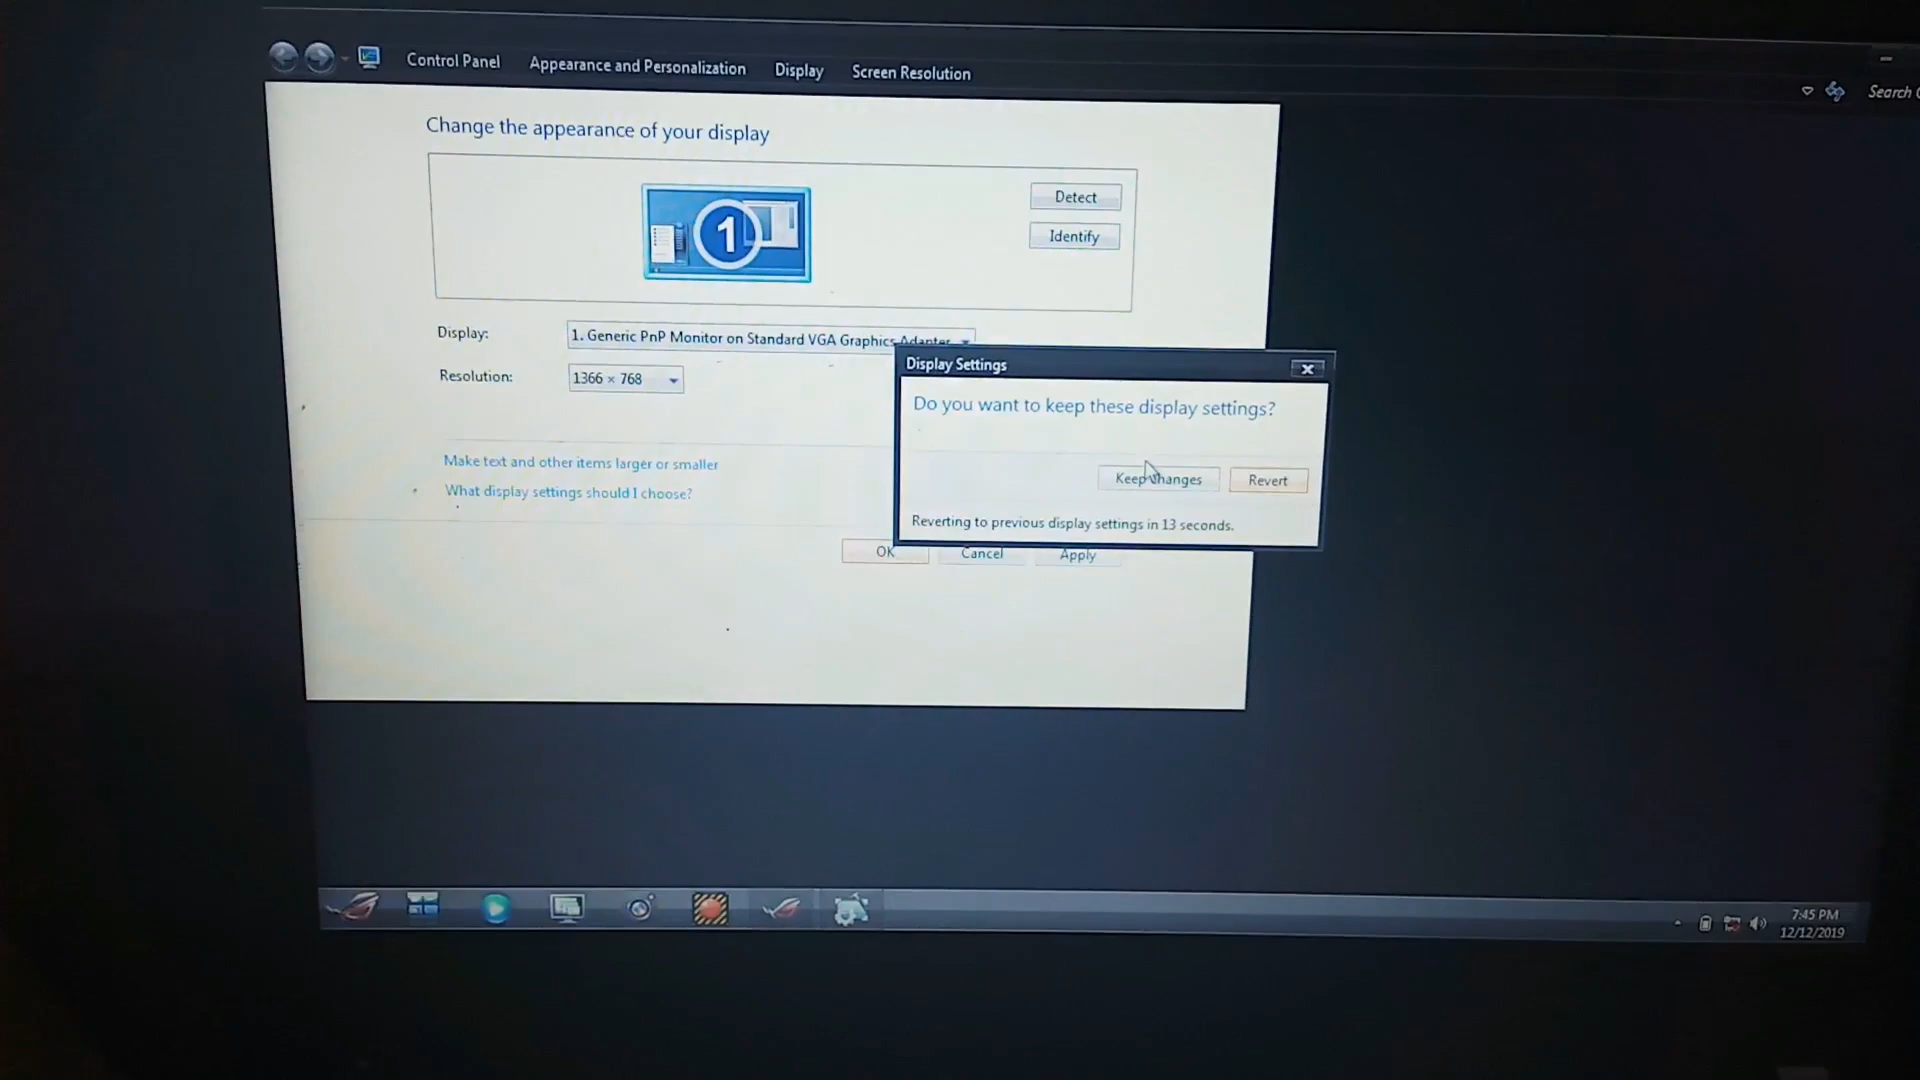 Control Panel Appearance and Personalization Display Screen Resolution
Search
Change the appearance of your display
1
Detect
Identify
Display: 1. Generic PnP Monitor on Standard VGA Graphics Adapter
Resolution: 1366 × 768
Make text and other items larger or smaller
What display settings should I choose?
OK Cancel Apply
Display Settings
Do you want to keep these display settings?
Keep Changes Revert
Reverting to previous display settings in 13 seconds.
7:45 PM
12/12/2019